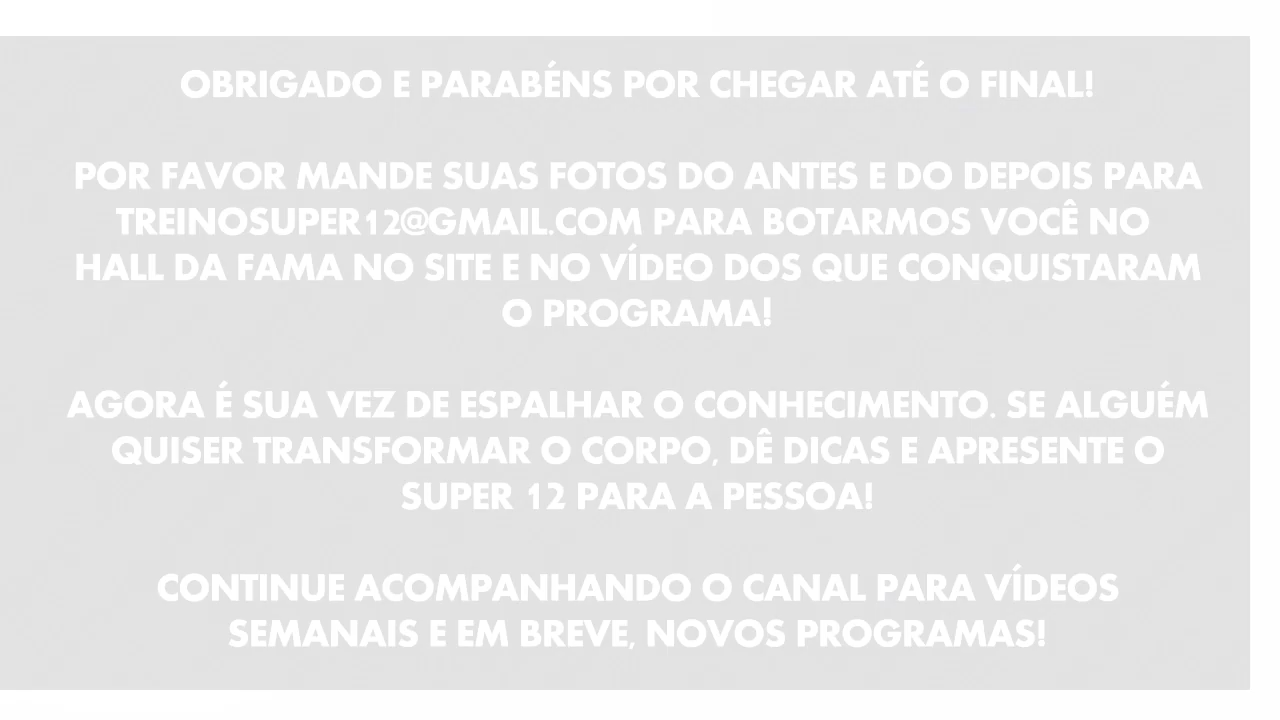 OBRIGADO E PARABÉNS POR CHEGAR ATÉ O FINAL!
POR FAVOR MANDE SUAS FOTOS DO ANTES E DO DEPOIS PARA
TREINOSUPER12@GMAIL.COM PARA BOTARMOS VOCÊ NO
HALL DA FAMA NO SITE E NO VÍDEO DOS QUE CONQUISTARAM
O PROGRAMA!
AGORA É SUA VEZ DE ESPALHAR O CONHECIMENTO. SE ALGUÉM
QUISER TRANSFORMAR O CORPO, DÊ DICAS E APRESENTE O
SUPER 12 PARA A PESSOA!
CONTINUE ACOMPANHANDO O CANAL PARA VÍDEOS
SEMANAIS E EM BREVE, NOVOS PROGRAMAS!